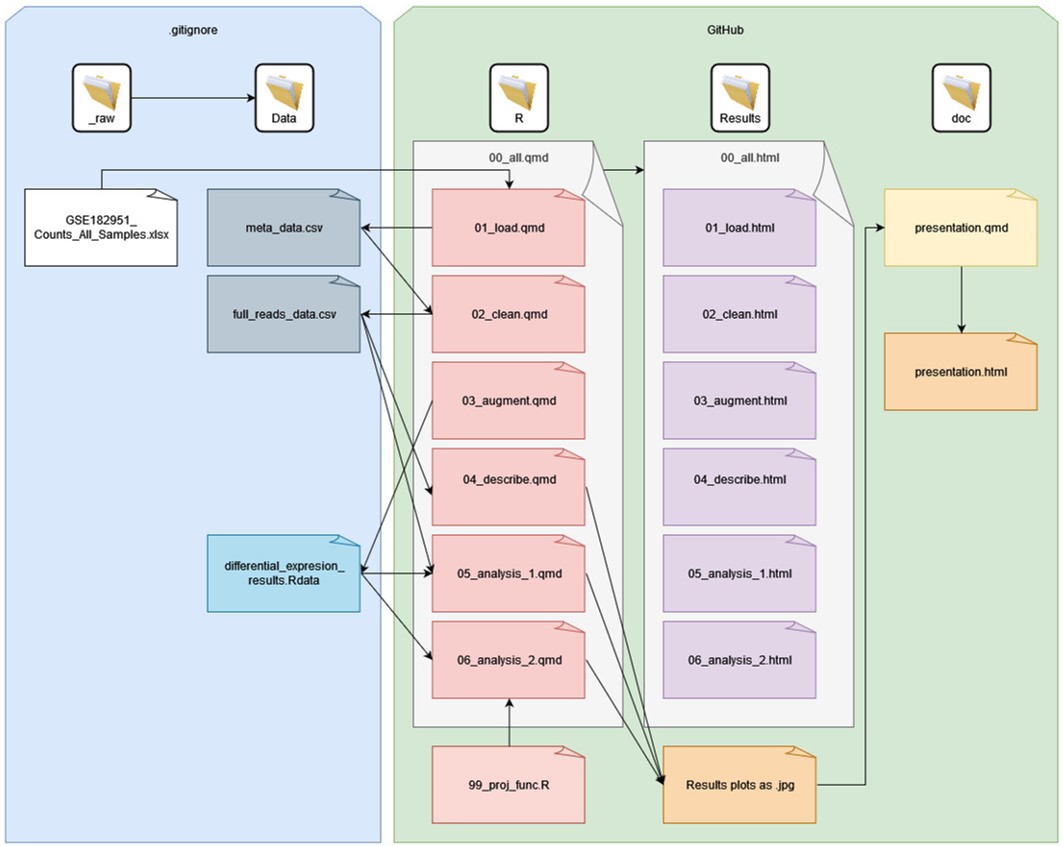 .gitignore
GitHub
_raw
Data
R
Results
doc
00_all.qmd
00_all.html
GSE182951_
Counts_All_Samples.xlsx
meta_data.csv
01_load.qmd
01_load.html
presentation.qmd
full_reads_data.csv
02_clean.qmd
02_clean.html
presentation.html
03_augment.qmd
03_augment.html
04_describe.qmd
04_describe.html
differential_expresion_
results.Rdata
05_analysis_1.qmd
05_analysis_1.html
06_analysis_2.qmd
06_analysis_2.html
99_proj_func.R
Results plots as .jpg